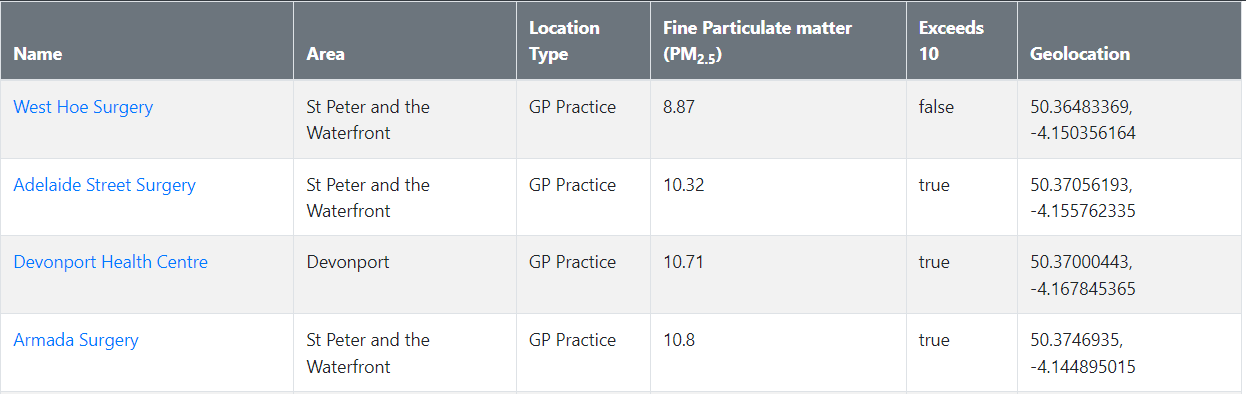 Name Area Location Type Fine Particulate matter (PM2.5) Exceeds 10 Geolocation
West Hoe Surgery St Peter and the Waterfront GP Practice 8.87 false 50.36483369, -4.150356164
Adelaide Street Surgery St Peter and the Waterfront GP Practice 10.32 true 50.37056193, -4.155762335
Devonport Health Centre Devonport GP Practice 10.71 true 50.37000443, -4.167845365
Armada Surgery St Peter and the Waterfront GP Practice 10.8 true 50.3746935, -4.144895015